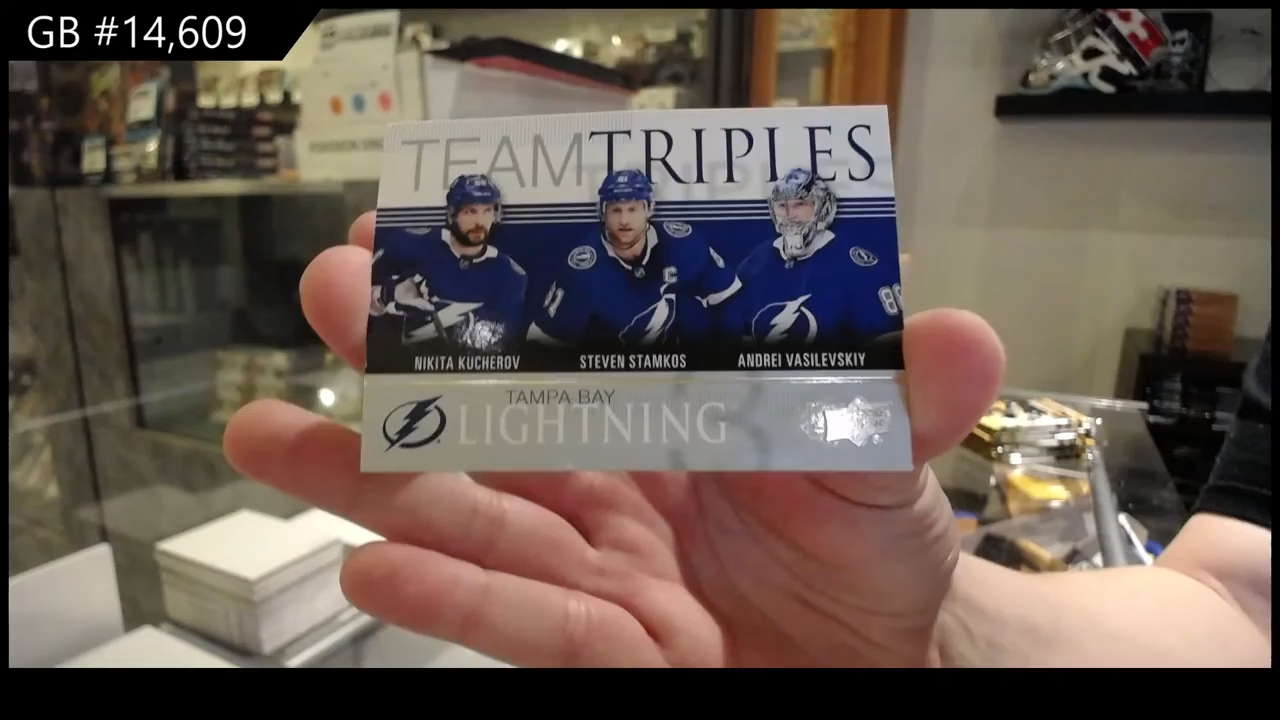 GB #14,609
TEAM TRIPLES
NIKITA KUCHEROV STEVEN STAMKOS ANDREI VASILEVSKIY
TAMPA BAY
LIGHTNING